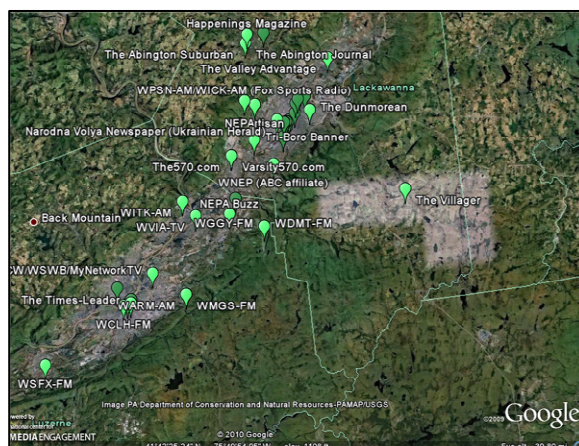 Happenings Magazine
The Abington Suburban
The Abington Journal
The Valley Advantage
Lackawanna
WPSN-AM/WICK-AM (Fox Sports Radio)
The Dunmorean
NEPArtisan
Narodna Volya Newspaper (Ukrainian Herald)
Tri-Boro Banner
The570.com
Varsity570.com
WNEP (ABC affiliate)
The Villager
NEPA Buzz
WITK-AM
Back Mountain
WVIA-TV
WGGY-FM
WDMT-FM
CW/WSWB/MyNetworkTV
The Times-Leader
WARM-AM
WMGS-FM
WCLH-FM
WSFX-FM
Image PA Department of Conservation and Natural Resources-PAMAP/USGS
©2009 Google
Luzerne
MEDIA ENGAGEMENT
© 2010 Google